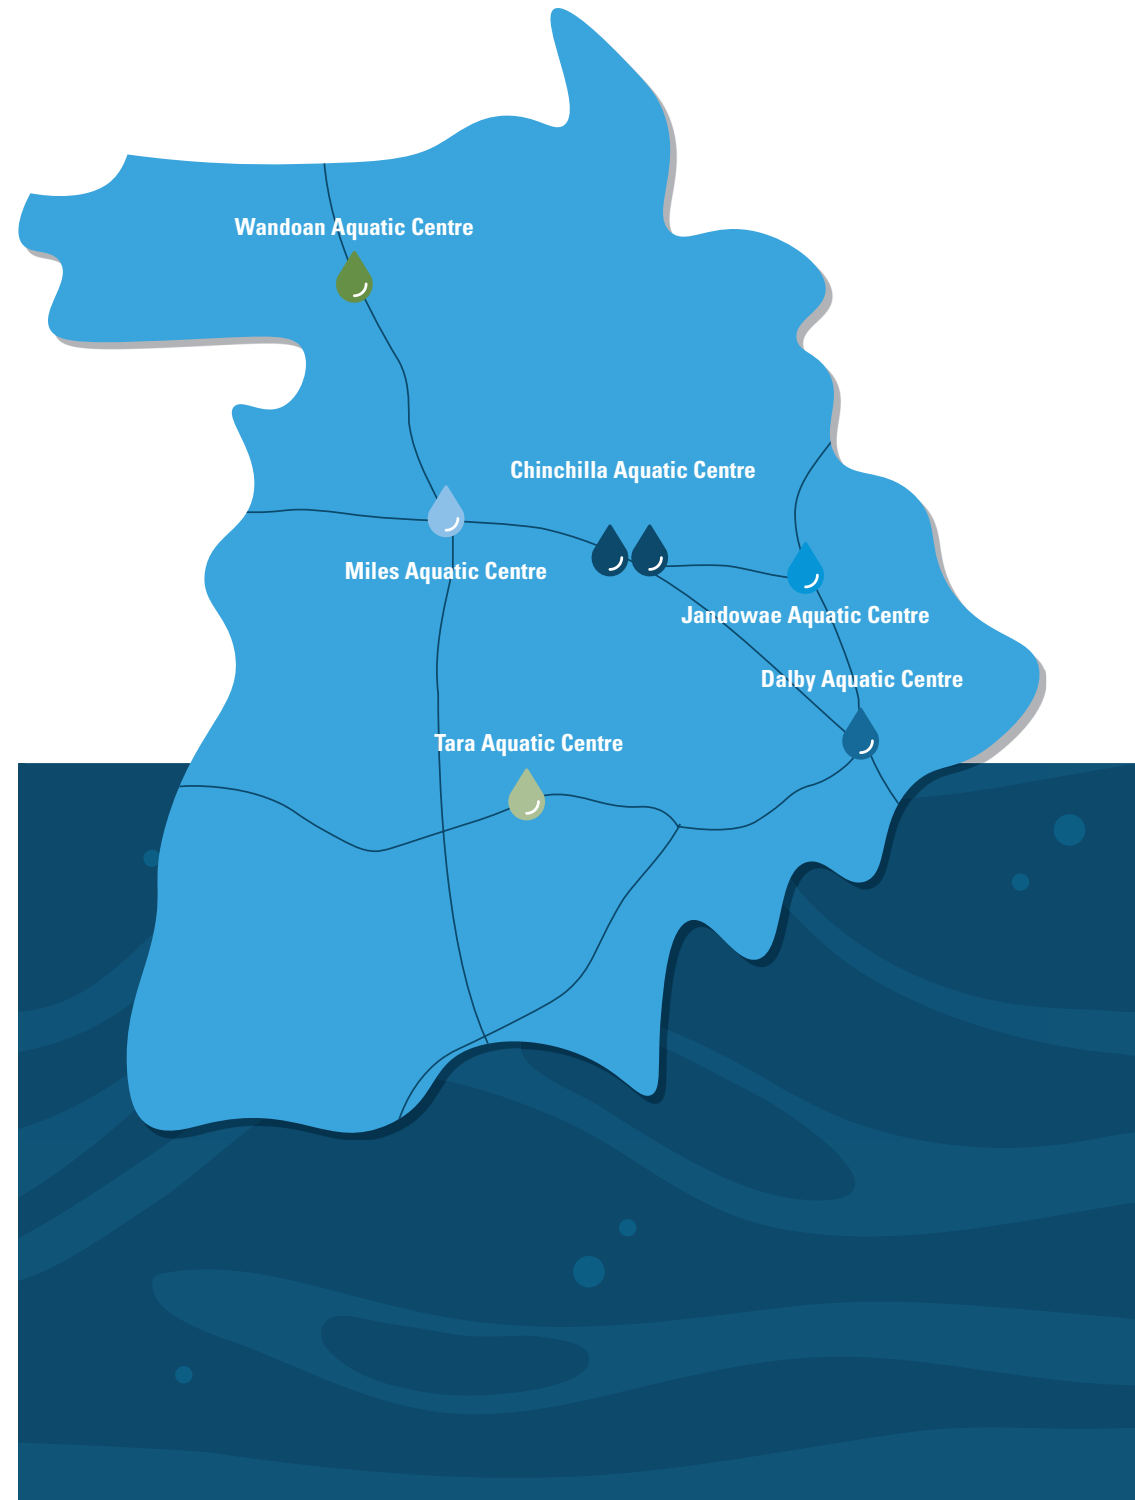 Wandoan Aquatic Centre
Chinchilla Aquatic Centre
Miles Aquatic Centre
Jandowae Aquatic Centre
Dalby Aquatic Centre
Tara Aquatic Centre